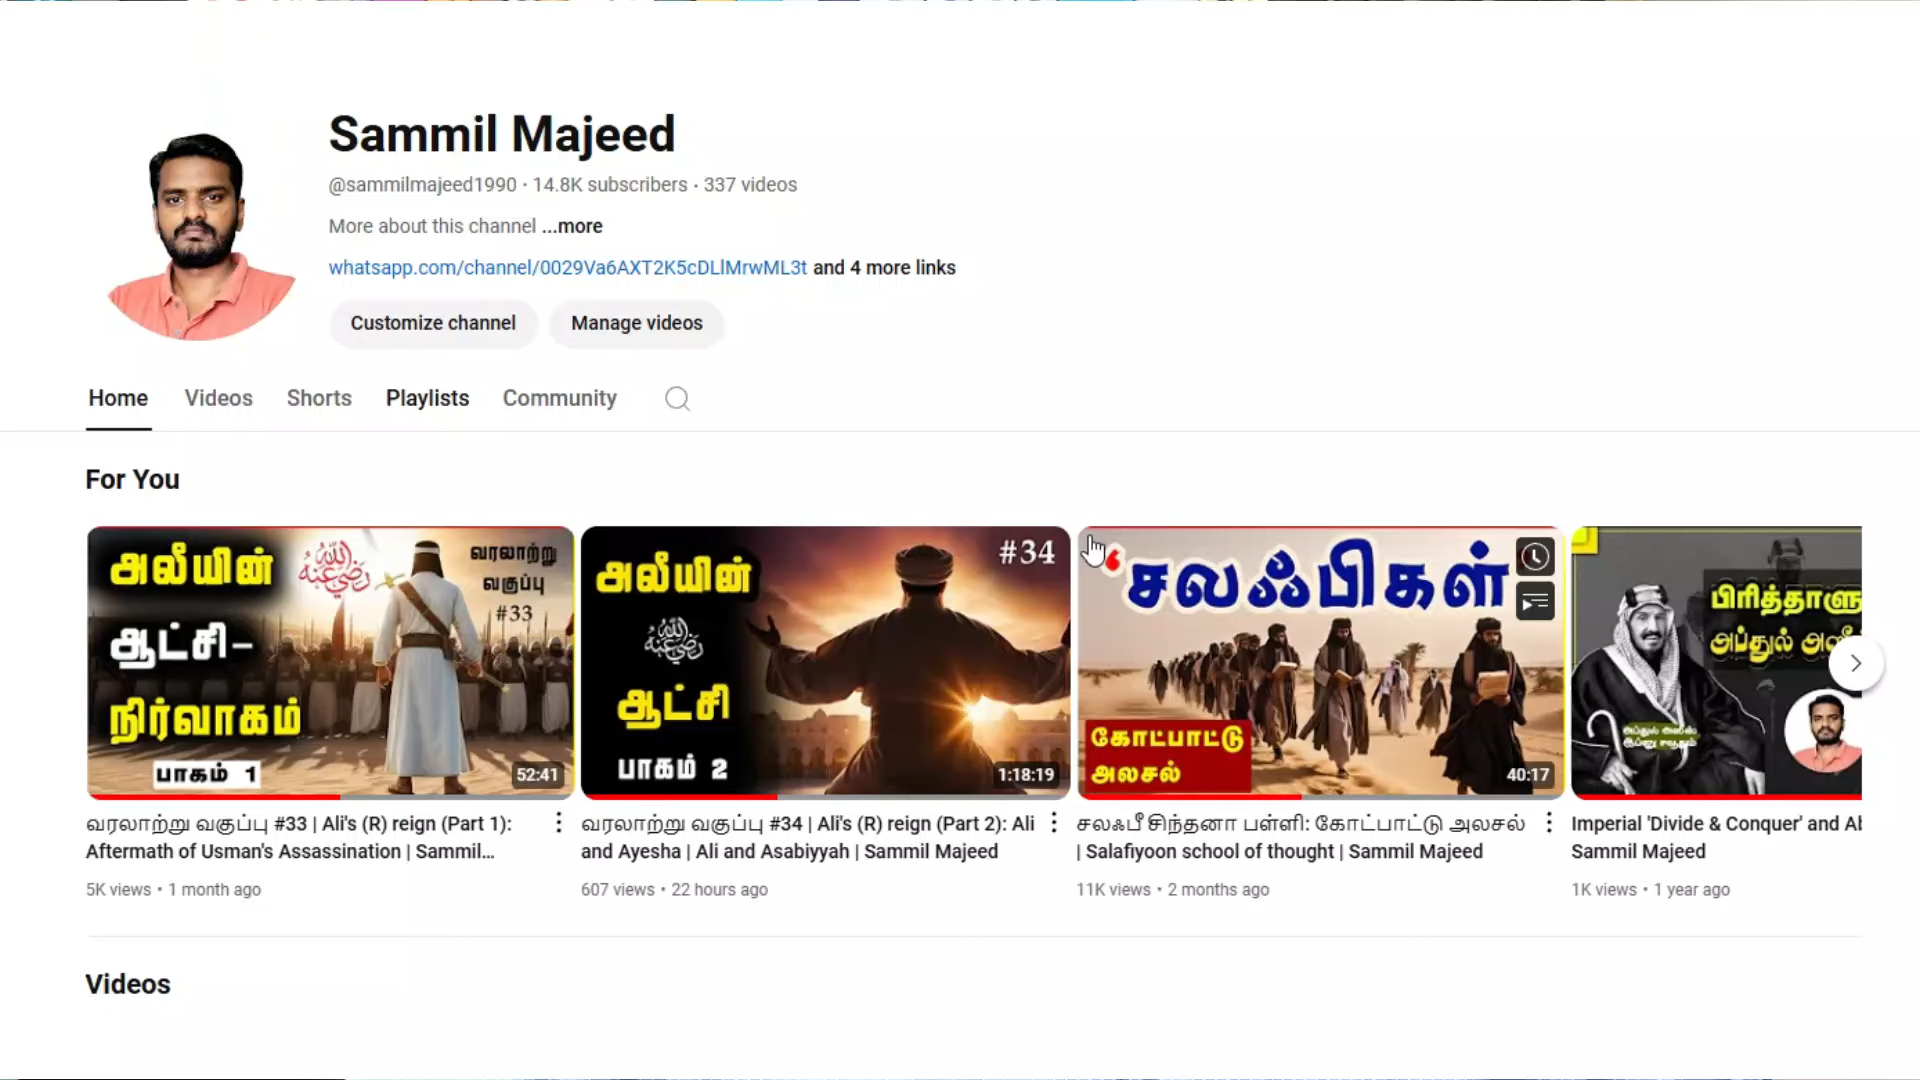 Sammil Majeed
@sammilmajeed1990 · 14.8K subscribers · 337 videos
More about this channel ...more
whatsapp.com/channel/0029Va6AXT2K5cDLlMrwML3t and 4 more links
Customize channel
Manage videos
Home
Videos
Shorts
Playlists
Community
For You
அலீயின்
رضي الله عنه
ஆட்சி–
நிர்வாகம்
பாகம் 1
வரலாற்று
வகுப்பு
#33
52:41
அலீயின்
رضي الله عنه
ஆட்சி
பாகம் 2
#34
1:18:19
சலஃபிகள்
கோட்பாட்டு
அலசல்
40:17
பிரித்தாளு
அப்துல்
வரலாற்று வகுப்பு #33 | Ali's (R) reign (Part 1):
Aftermath of Usman's Assassination | Sammil...
5K views • 1 month ago
வரலாற்று வகுப்பு #34 | Ali's (R) reign (Part 2): Ali
and Ayesha | Ali and Asabiyyah | Sammil Majeed
607 views • 22 hours ago
சலஃபீ சிந்தனா பள்ளி: கோட்பாட்டு அலசல்
| Salafiyoon school of thought | Sammil Majeed
11K views • 2 months ago
Imperial 'Divide & Conquer' and
Sammil Majeed
1K views • 1 year ago
Videos